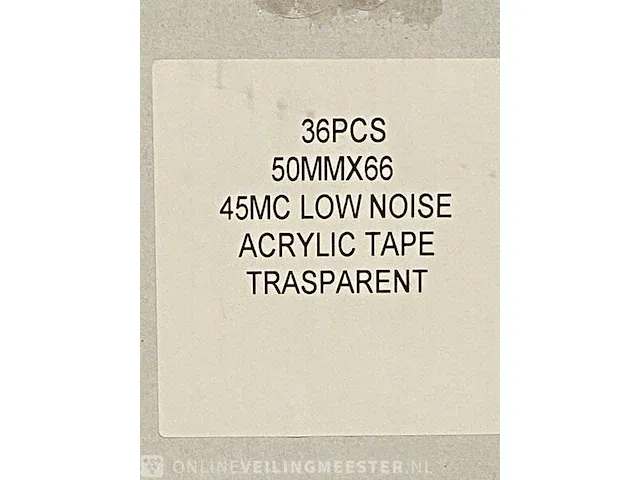 36PCS
50MMX66
45MC LOW NOISE
ACRYLIC TAPE
TRASPARENT
ONLINEVEILINGMEESTER.NL